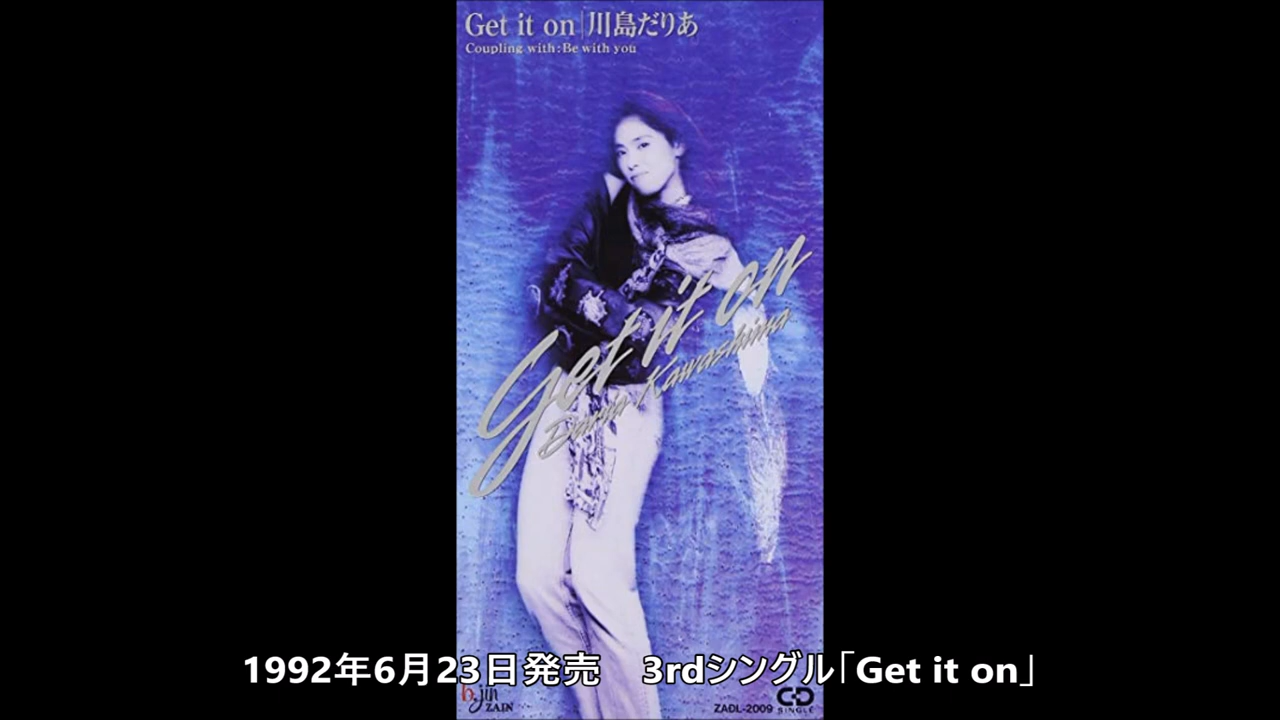 Get it on｜川島だりあ
Coupling with:Be with you
Get it on
Daria Kawashima
1992年6月23日発売　3rdシングル「Get it on」
b.jin
ZAIN
ZADL-2009
CD
SINGLE